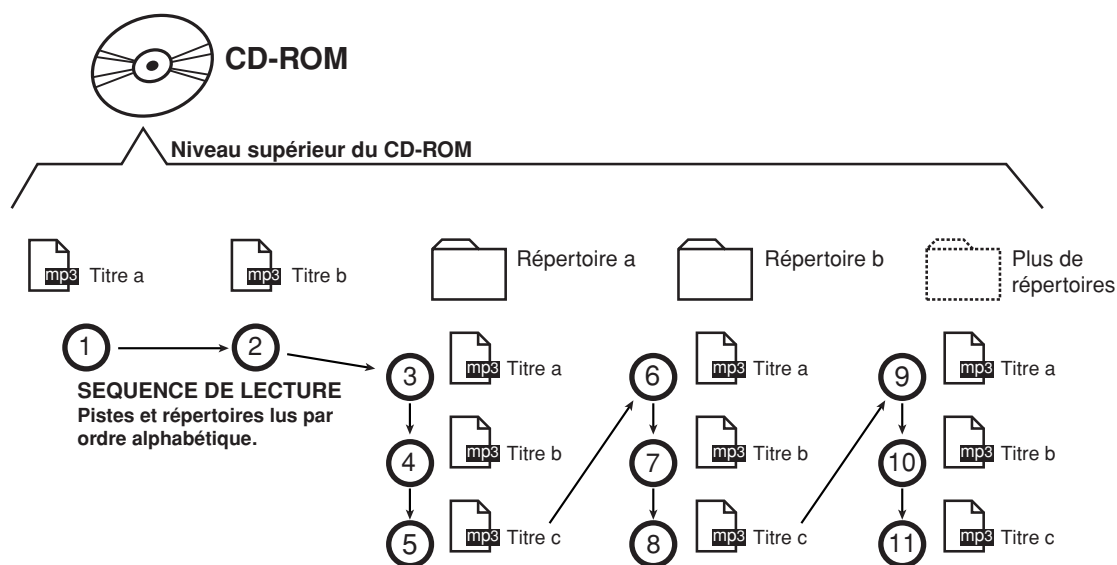 CD-ROM
Niveau supérieur du CD-ROM
mp3 Titre a
mp3 Titre b
Répertoire a
Répertoire b
Plus de
répertoires
1
2
SEQUENCE DE LECTURE
Pistes et répertoires lus par
ordre alphabétique.
3 mp3 Titre a
4 mp3 Titre b
5 mp3 Titre c
6 mp3 Titre a
7 mp3 Titre b
8 mp3 Titre c
9 mp3 Titre a
10 mp3 Titre b
11 mp3 Titre c